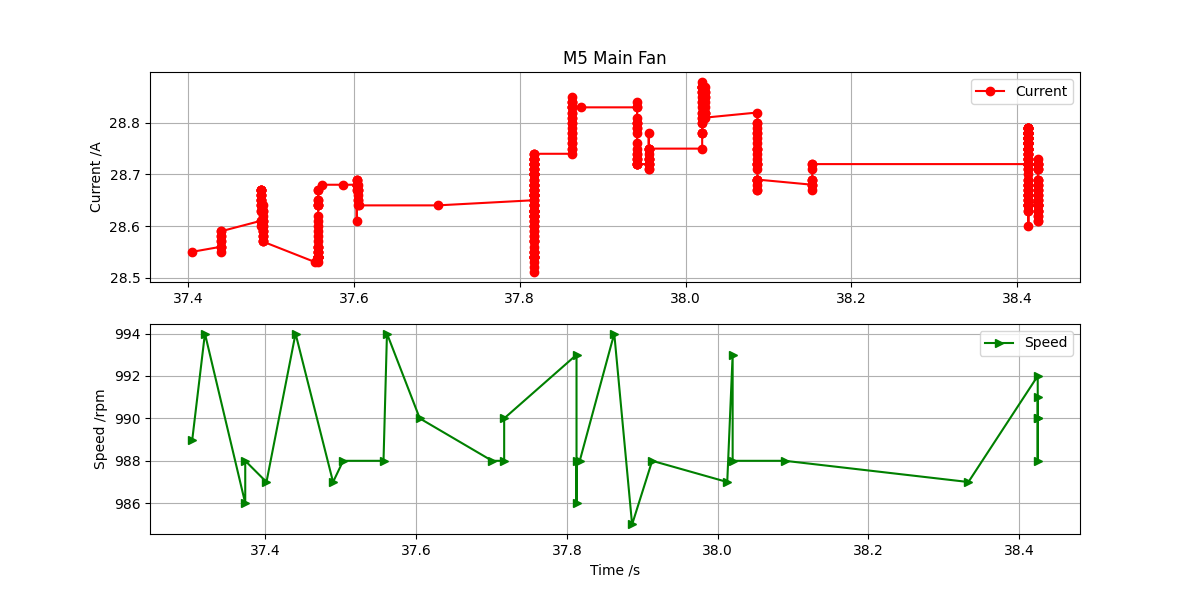 M5 Main Fan
Current /A
28.8
28.7
28.6
28.5
Current
37.4 37.6 37.8 38.0 38.2 38.4
Speed /rpm
994
992
990
988
986
Speed
37.4 37.6 37.8 38.0 38.2 38.4
Time /s